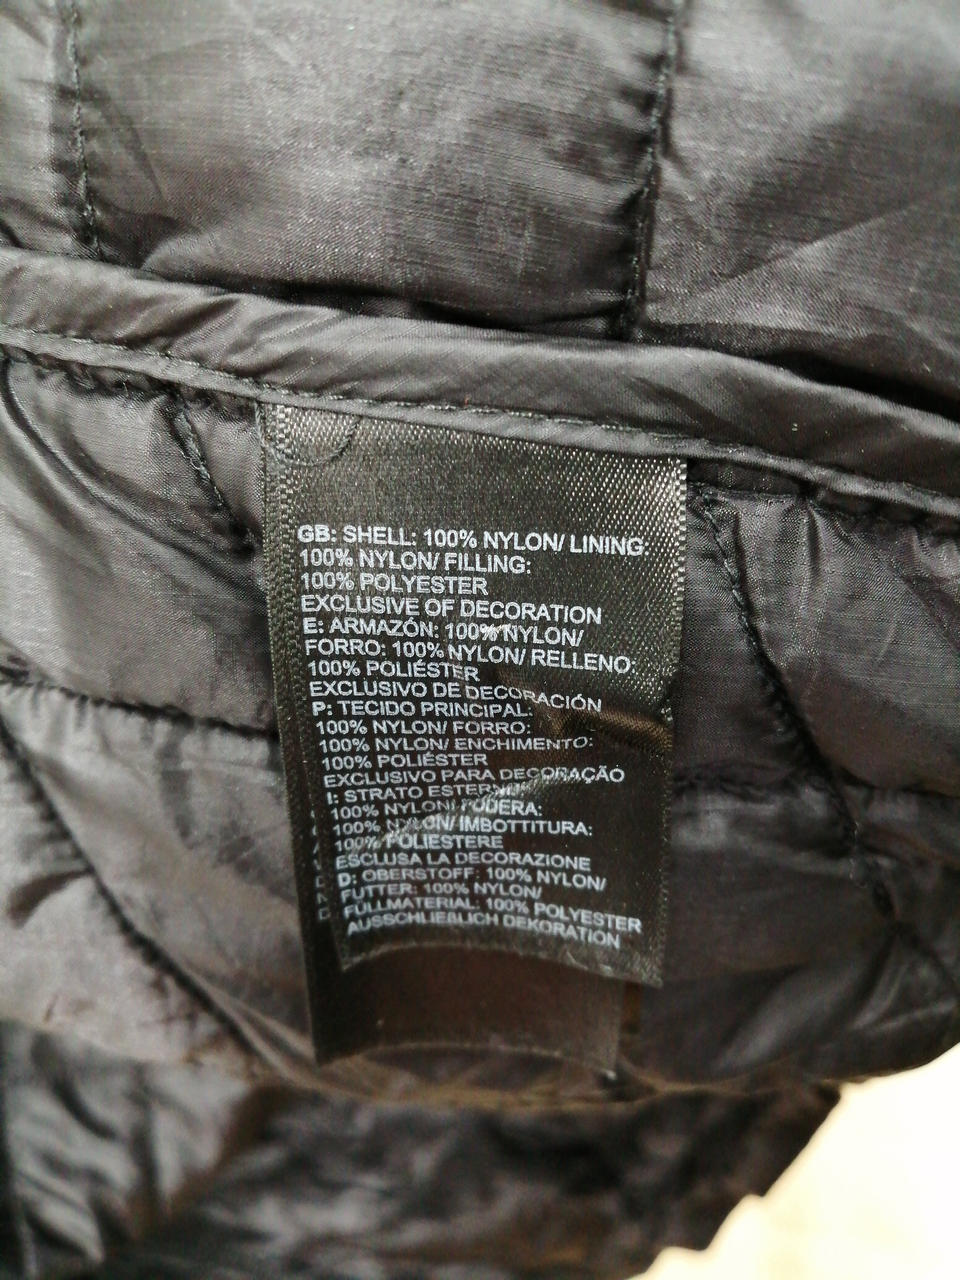 GB: SHELL: 100% NYLON/ LINING:
100% NYLON/ FILLING:
100% POLYESTER
EXCLUSIVE OF DECORATION
E: ARMAZÓN: 100% NYLON/
FORRO: 100% NYLON/ RELLENO:
100% POLIÉSTER
EXCLUSIVO DE DECORACIÓN
P: TECIDO PRINCIPAL:
100% NYLON/ FORRO:
100% NYLON/ ENCHIMENTO:
100% POLIÉSTER
EXCLUSIVO PARA DECORAÇÃO
I: STRATO
100% NYLON/ FODERA:
100% NYLON/ IMBOTTITURA:
100% POLIESTERE
ESCLUSA LA DECORAZIONE
D: OBERSTOFF: 100% NYLON/
FUTTER: 100% NYLON/
FÜLLMATERIAL: 100% POLYESTER
AUSSCHLIEßLICH DEKORATION